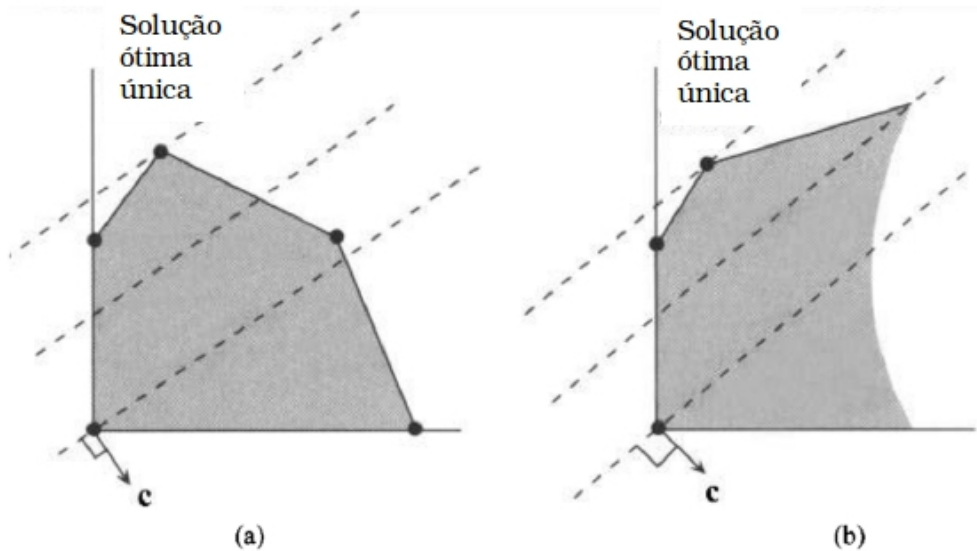 Solução
ótima
única
Solução
ótima
única
c
c
(a)
(b)